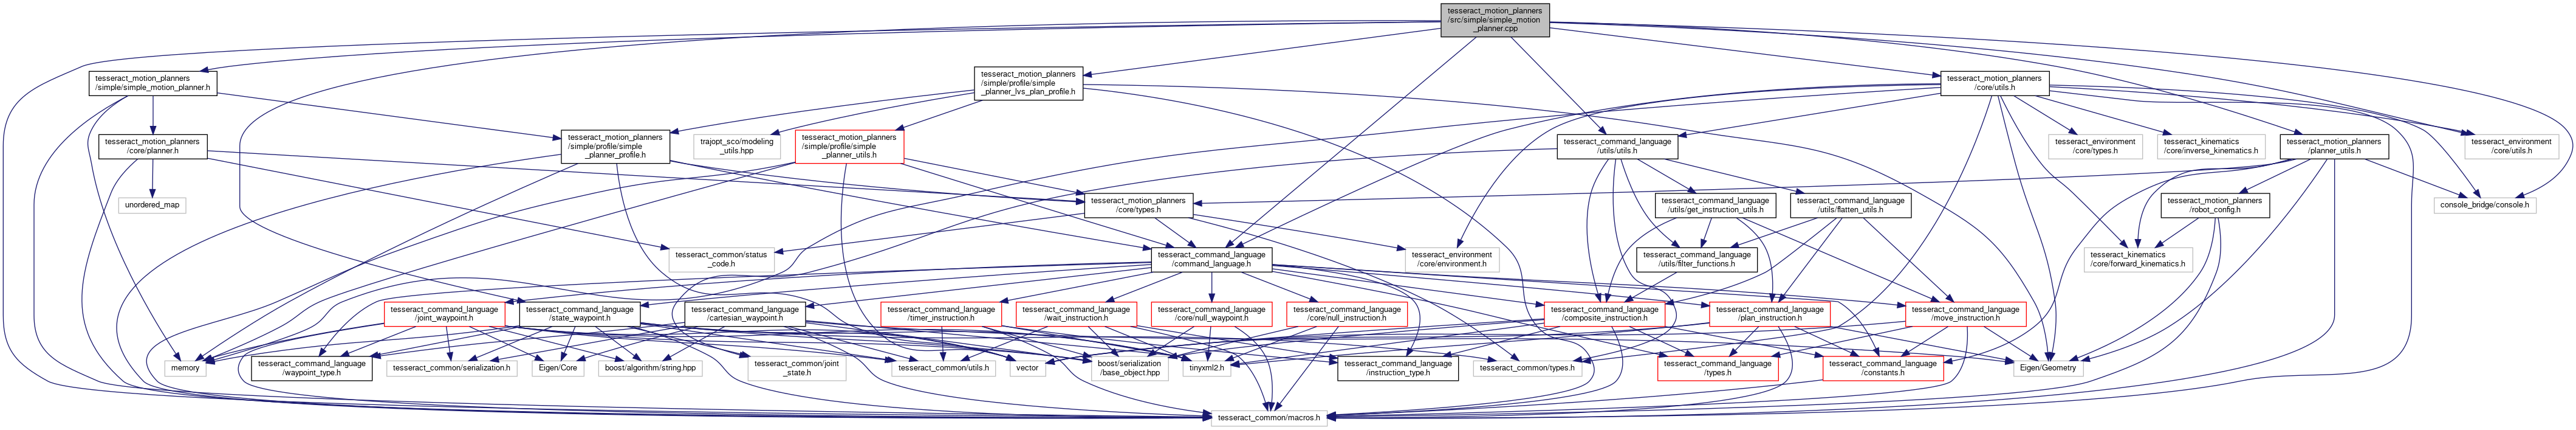 tesseract_motion_planners
/src/simple/simple_motion
_planner.cpp
tesseract_motion_planners
/simple/simple_motion_planner.h
tesseract_motion_planners
/simple/profile/simple
_planner_lvs_plan_profile.h
tesseract_motion_planners
/core/utils.h
tesseract_motion_planners
/core/planner.h
tesseract_motion_planners
/simple/profile/simple
_planner_profile.h
trajopt_sco/modeling
_utils.hpp
tesseract_motion_planners
/simple/profile/simple
_planner_utils.h
tesseract_command_language
/utils/utils.h
tesseract_environment
/core/types.h
tesseract_kinematics
/core/inverse_kinematics.h
tesseract_motion_planners
/planner_utils.h
tesseract_environment
/core/utils.h
unordered_map
tesseract_motion_planners
/core/types.h
tesseract_command_language
/utils/get_instruction_utils.h
tesseract_command_language
/utils/flatten_utils.h
tesseract_motion_planners
/robot_config.h
console_bridge/console.h
tesseract_common/status
_code.h
tesseract_command_language
/command_language.h
tesseract_environment
/core/environment.h
tesseract_command_language
/utils/filter_functions.h
tesseract_kinematics
/core/forward_kinematics.h
tesseract_command_language
/joint_waypoint.h
tesseract_command_language
/state_waypoint.h
tesseract_command_language
/cartesian_waypoint.h
tesseract_command_language
/timer_instruction.h
tesseract_command_language
/wait_instruction.h
tesseract_command_language
/core/null_waypoint.h
tesseract_command_language
/core/null_instruction.h
tesseract_command_language
/composite_instruction.h
tesseract_command_language
/plan_instruction.h
tesseract_command_language
/move_instruction.h
memory
tesseract_command_language
/waypoint_type.h
tesseract_common/serialization.h
Eigen/Core
boost/algorithm/string.hpp
tesseract_common/joint
_state.h
tesseract_common/utils.h
vector
boost/serialization
/base_object.hpp
tinyxml2.h
tesseract_command_language
/instruction_type.h
tesseract_common/types.h
tesseract_command_language
/types.h
tesseract_command_language
/constants.h
Eigen/Geometry
tesseract_common/macros.h